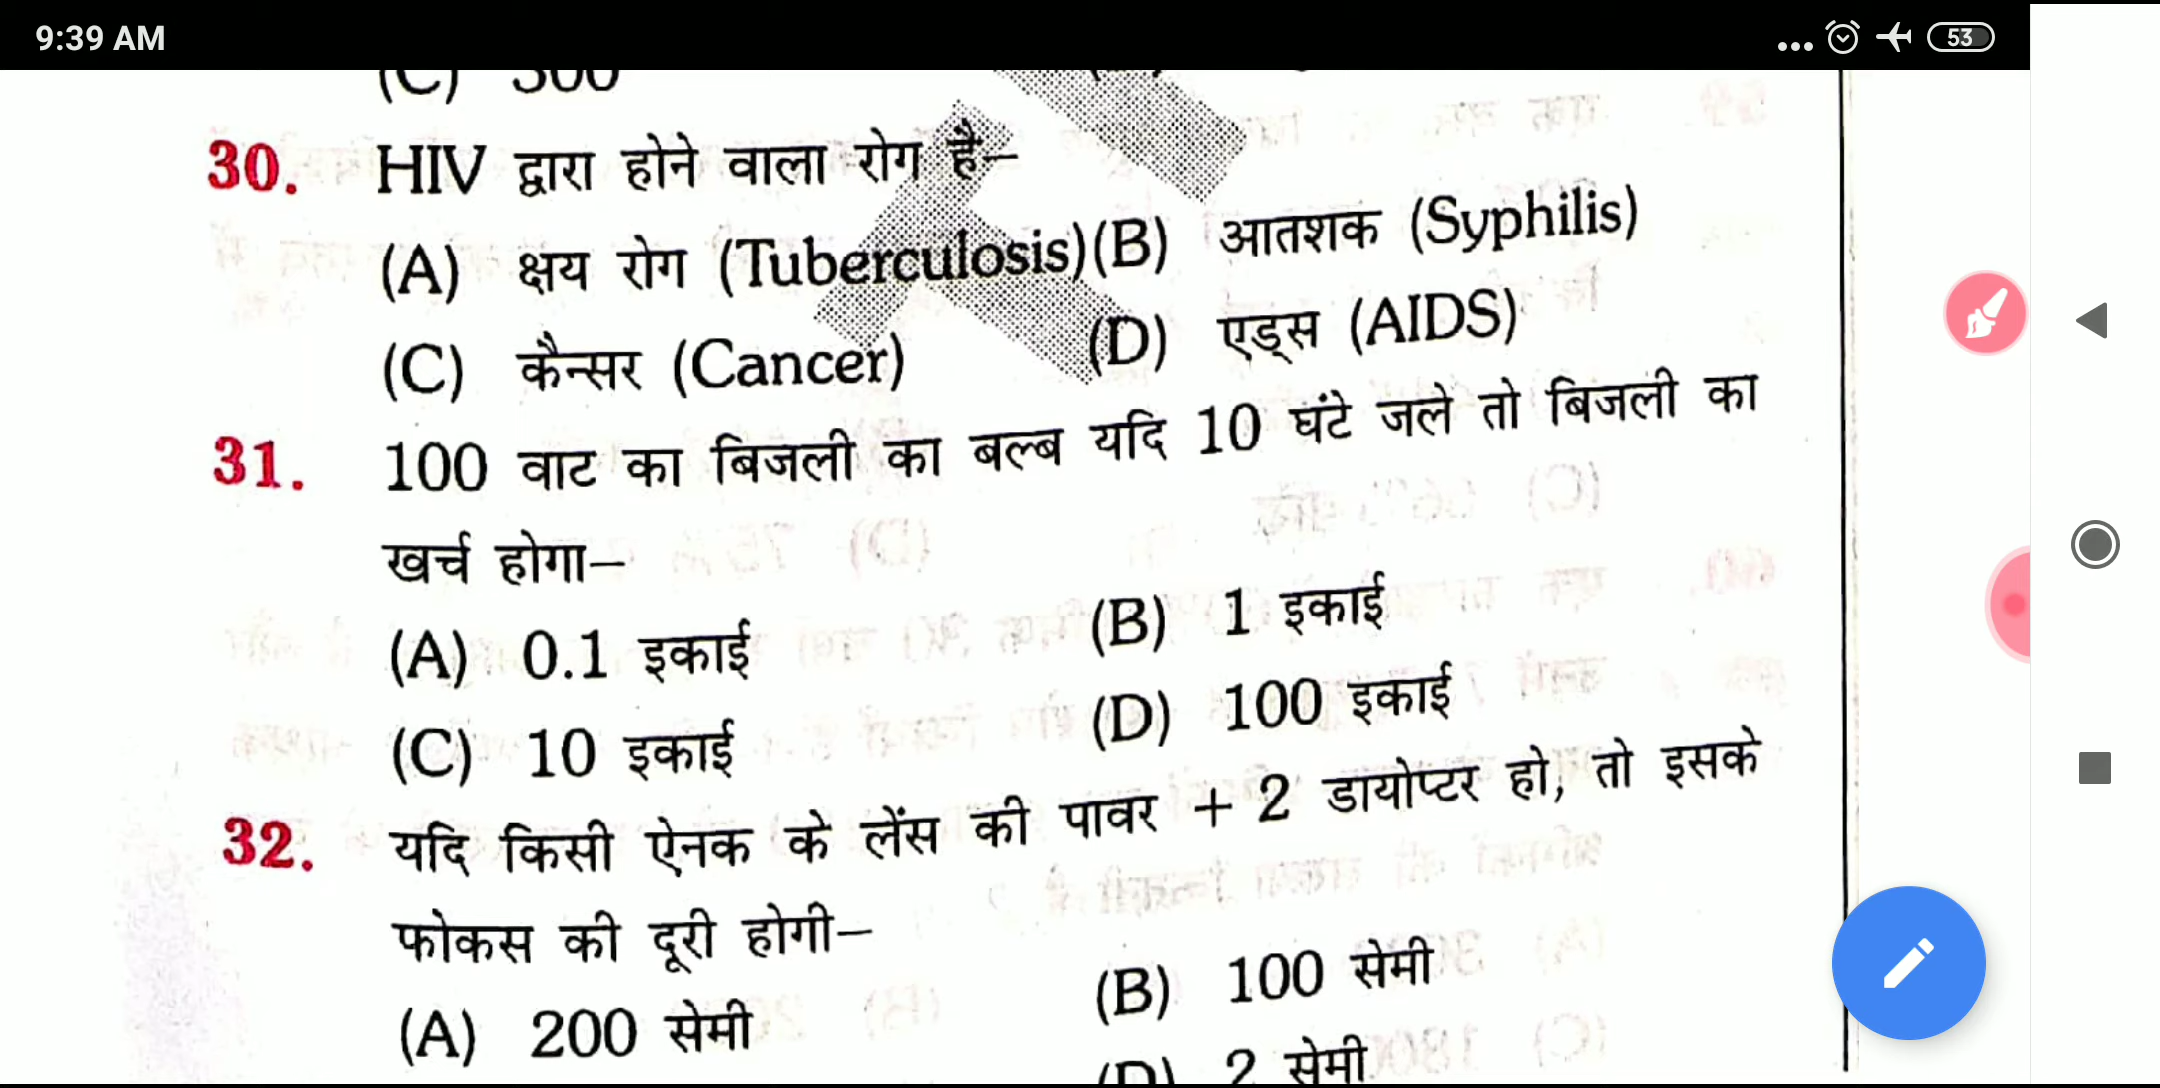 9:39 AM
53
(C) 300
30. HIV द्वारा होने वाला रोग है–
(A) क्षय रोग (Tuberculosis) (B) आतशक (Syphilis)
(C) कैन्सर (Cancer) (D) एड्स (AIDS)
31. 100 वाट का बिजली का बल्ब यदि 10 घंटे जले तो बिजली का
खर्च होगा–
(A) 0.1 इकाई (B) 1 इकाई
(C) 10 इकाई (D) 100 इकाई
32. यदि किसी ऐनक के लेंस की पावर + 2 डायोप्टर हो, तो इसके
फोकस की दूरी होगी–
(A) 200 सेमी (B) 100 सेमी
(D) 2 सेमी